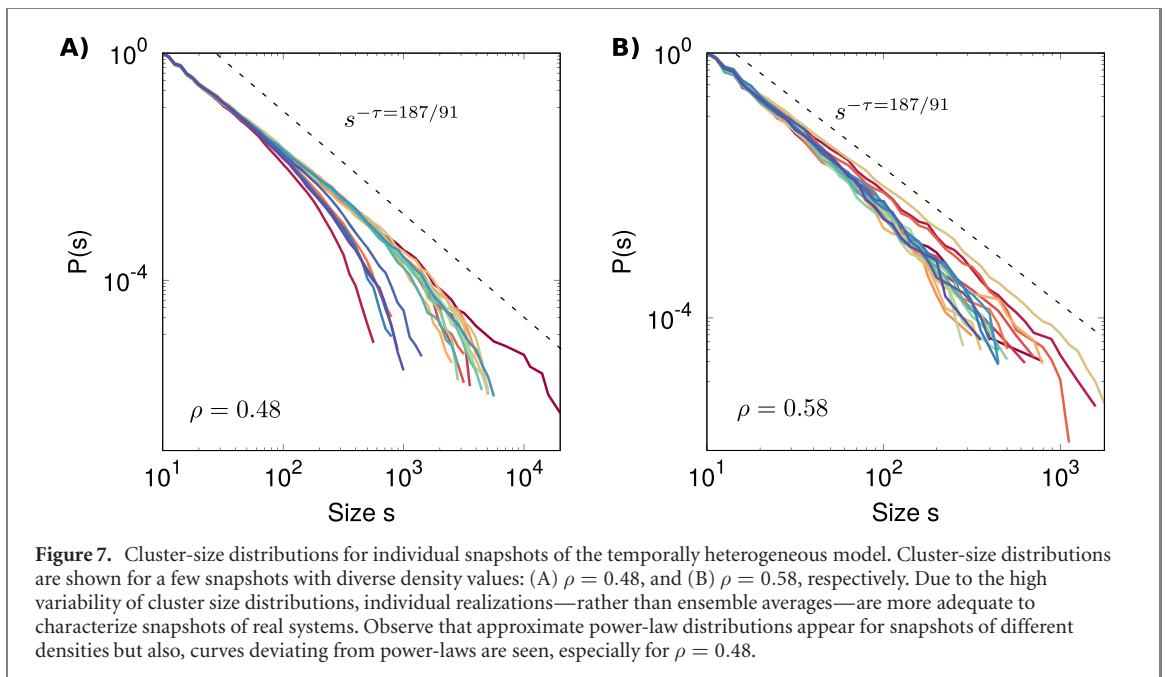 A)
10^0
s^{-τ=187/91}
P(s)
10^{-4}
ρ = 0.48
10^1 10^2 10^3 10^4
Size s
B)
10^0
s^{-τ=187/91}
P(s)
10^{-4}
ρ = 0.58
10^1 10^2 10^3
Size s
Figure 7. Cluster-size distributions for individual snapshots of the temporally heterogeneous model. Cluster-size distributions
are shown for a few snapshots with diverse density values: (A) ρ = 0.48, and (B) ρ = 0.58, respectively. Due to the high
variability of cluster size distributions, individual realizations—rather than ensemble averages—are more adequate to
characterize snapshots of real systems. Observe that approximate power-law distributions appear for snapshots of different
densities but also, curves deviating from power-laws are seen, especially for ρ = 0.48.